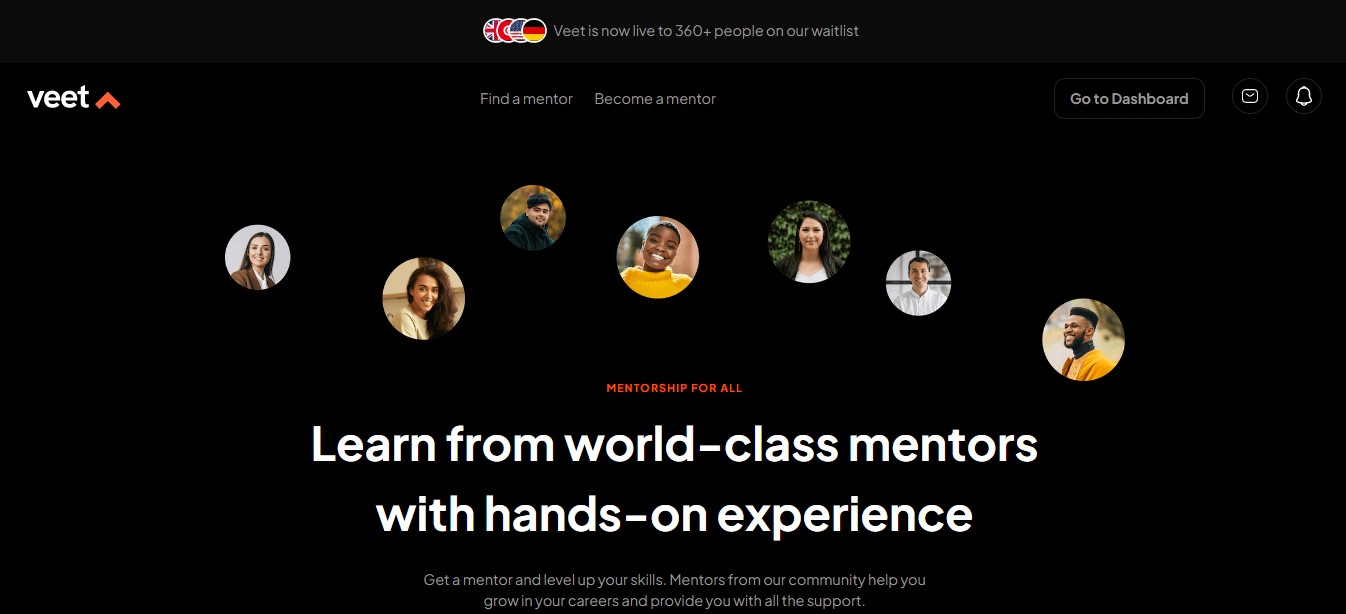 Veet is now live to 360+ people on our waitlist
veet
Find a mentor
Become a mentor
Go to Dashboard
MENTORSHIP FOR ALL
Learn from world-class mentors
with hands-on experience
Get a mentor and level up your skills. Mentors from our community help you
grow in your careers and provide you with all the support.